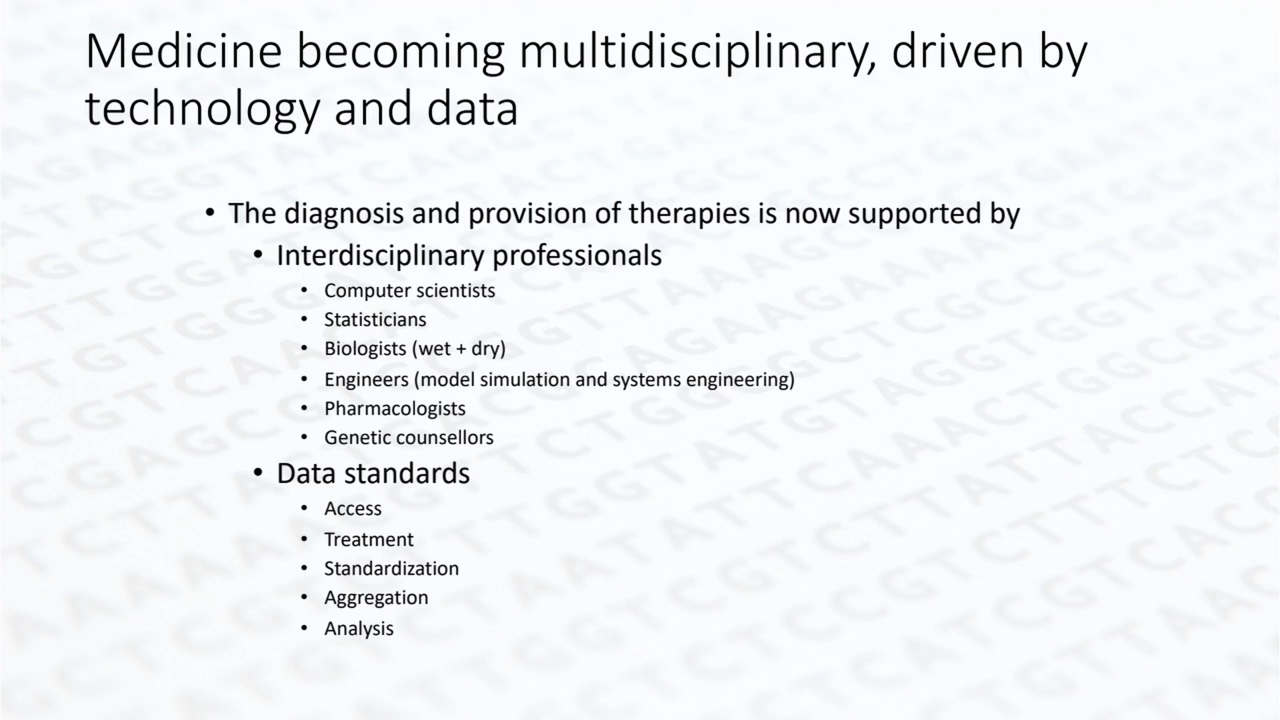 Medicine becoming multidisciplinary, driven by
technology and data
• The diagnosis and provision of therapies is now supported by
• Interdisciplinary professionals
• Computer scientists
• Statisticians
• Biologists (wet + dry)
• Engineers (model simulation and systems engineering)
• Pharmacologists
• Genetic counsellors
• Data standards
• Access
• Treatment
• Standardization
• Aggregation
• Analysis